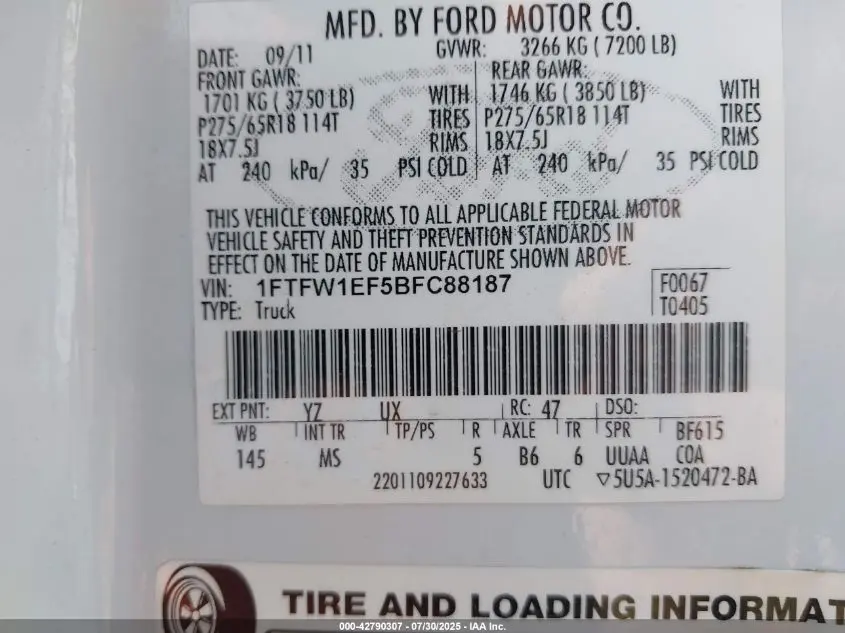 MFD. BY FORD MOTOR CO.
DATE: 09/11 GVWR: 3266 KG ( 7200 LB)
FRONT GAWR: REAR GAWR:
1701 KG ( 3750 LB) WITH 1746 KG ( 3850 LB) WITH
P275/65R18 114T TIRES P275/65R18 114T TIRES
18X7.5J RIMS 18X7.5J RIMS
AT 240 kPa/ 35 PSI COLD AT 240 kPa/ 35 PSI COLD
THIS VEHICLE CONFORMS TO ALL APPLICABLE FEDERAL MOTOR
VEHICLE SAFETY AND THEFT PREVENTION STANDARDS IN
EFFECT ON THE DATE OF MANUFACTURE SHOWN ABOVE.
VIN: 1FTFW1EF5BFC88187 F0067
TYPE: Truck T0405
EXT PNT: YZ UX RC: 47 DSO:
WB INT TR TP/PS R AXLE TR SPR BF615
145 MS 5 B6 6 UUAA COA
2201109227633 UTC ▽5U5A-1520472-BA
TIRE AND LOADING INFORMAT
000-42790307 - 07/30/2025 - IAA Inc.